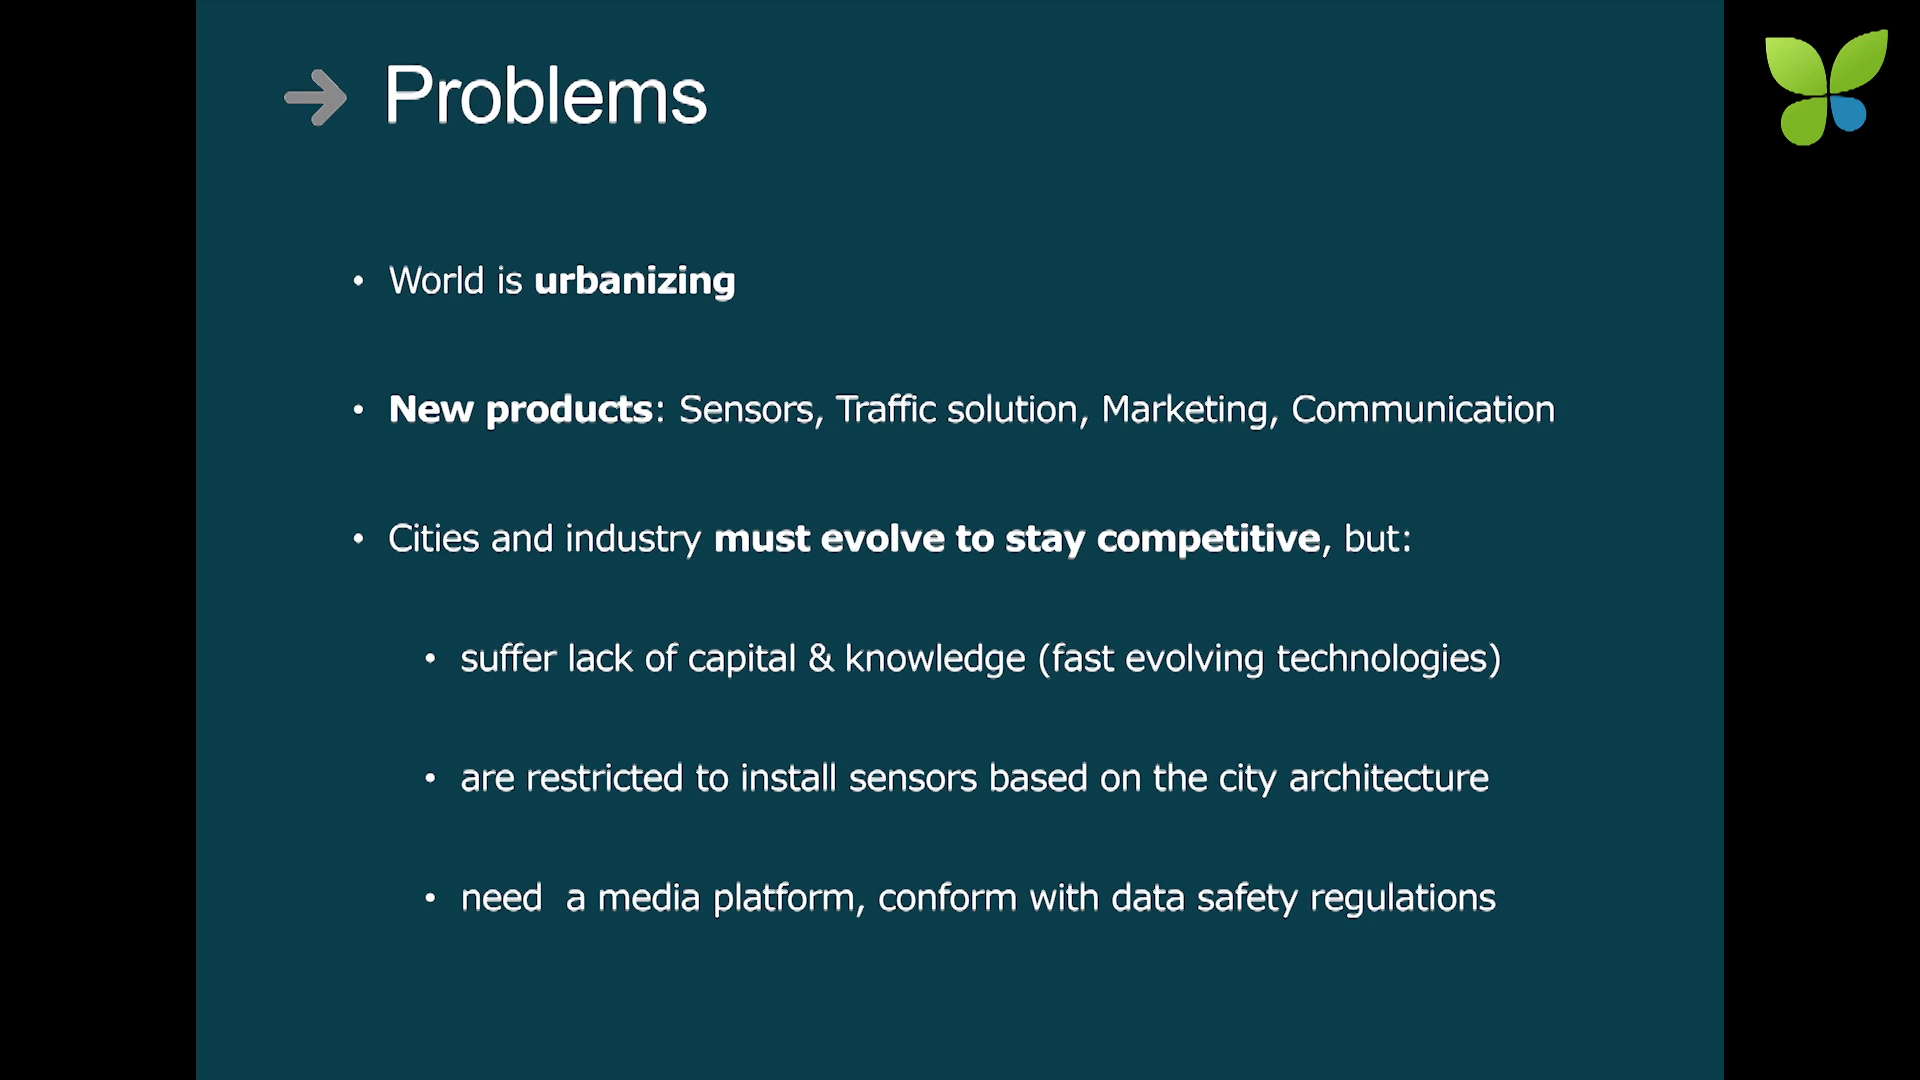 Problems
• World is urbanizing
• New products: Sensors, Traffic solution, Marketing, Communication
• Cities and industry must evolve to stay competitive, but:
• suffer lack of capital & knowledge (fast evolving technologies)
• are restricted to install sensors based on the city architecture
• need  a media platform, conform with data safety regulations